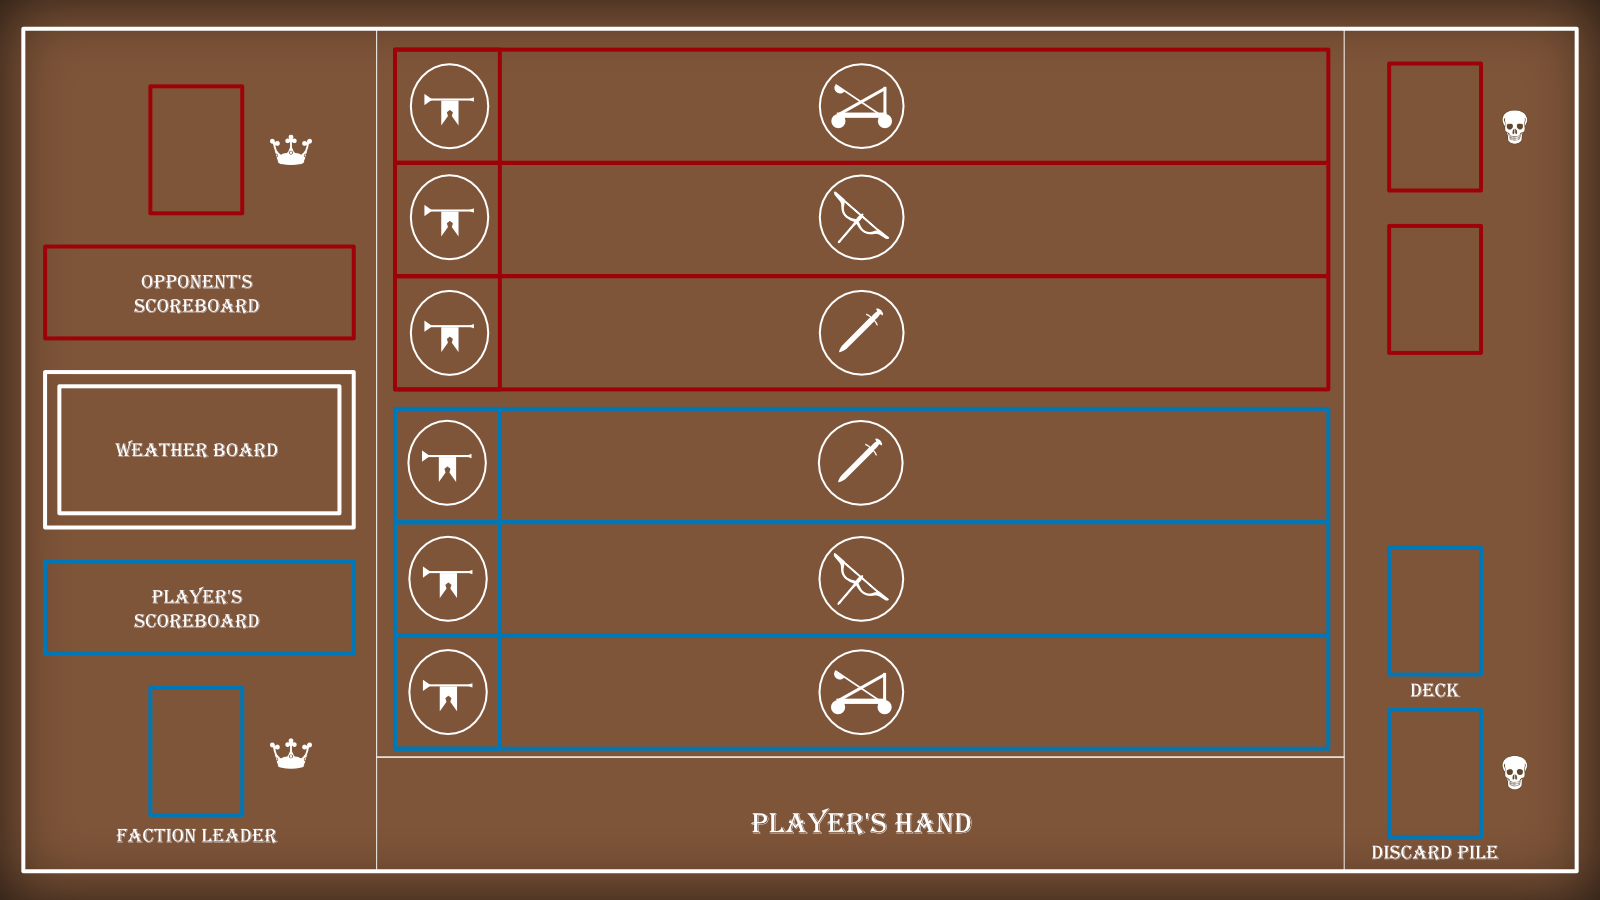 OPPONENT'S
SCOREBOARD
WEATHER BOARD
PLAYER'S
SCOREBOARD
FACTION LEADER
PLAYER'S HAND
DECK
DISCARD PILE